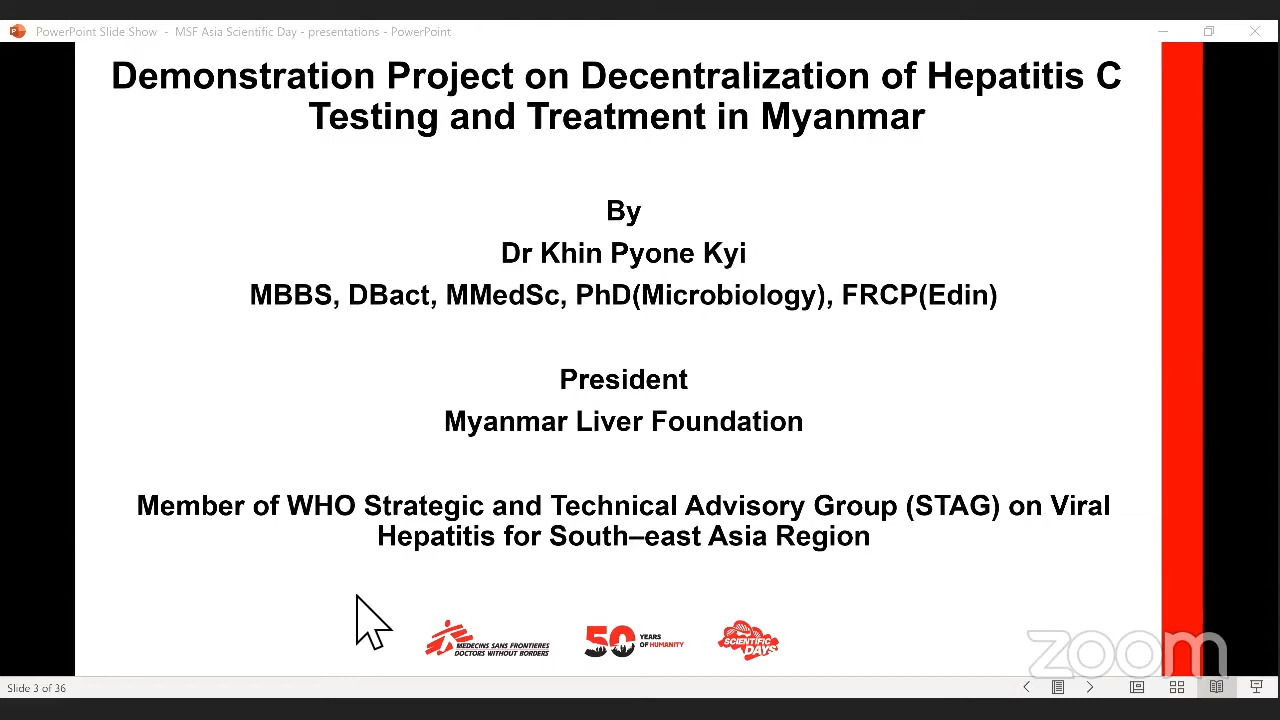 PowerPoint Slide Show - MSF Asia Scientific Day - presentations - PowerPoint
Demonstration Project on Decentralization of Hepatitis C
Testing and Treatment in Myanmar
By
Dr Khin Pyone Kyi
MBBS, DBact, MMedSc, PhD(Microbiology), FRCP(Edin)
President
Myanmar Liver Foundation
Member of WHO Strategic and Technical Advisory Group (STAG) on Viral
Hepatitis for South–east Asia Region
MEDECINS SANS FRONTIERES
DOCTORS WITHOUT BORDERS
50 YEARS
OF HUMANITY
SCIENTIFIC
DAYS
zoom
Slide 3 of 36